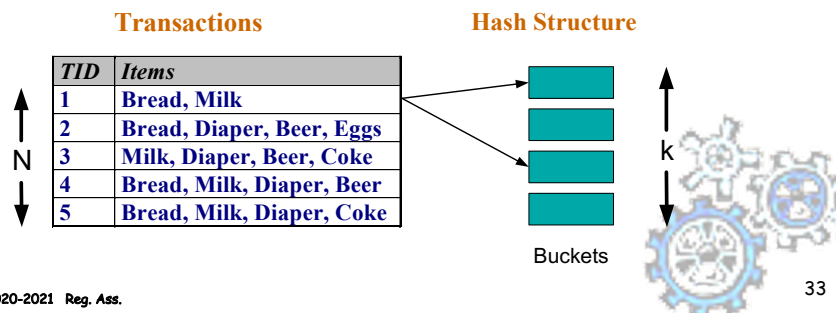 Transactions
Hash Structure
TID Items
1 Bread, Milk
2 Bread, Diaper, Beer, Eggs
3 Milk, Diaper, Beer, Coke
4 Bread, Milk, Diaper, Beer
5 Bread, Milk, Diaper, Coke
N
k
Buckets
20-2021 Reg. Ass.
33